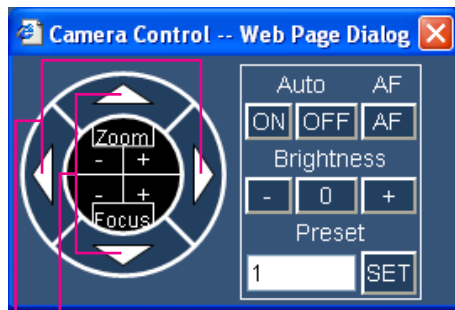 Camera Control -- Web Page Dialog
Auto AF
ON OFF AF
Brightness
- 0 +
Preset
1 SET
Zoom
- +
- +
Focus